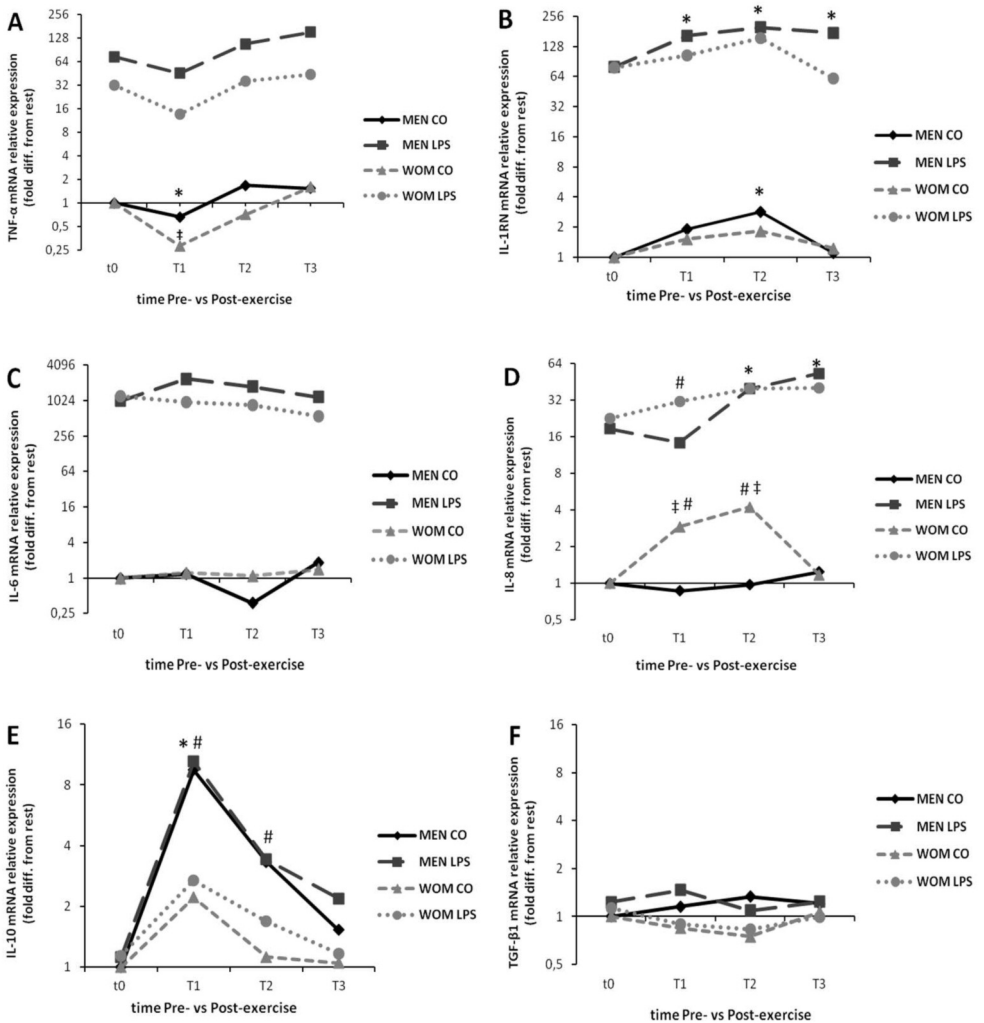 A
TNF-α mRNA relative expression
(fold diff. from rest)
256
128
64
32
16
8
4
2
1
0,5
0,25
*
‡
t0 T1 T2 T3
time Pre- vs Post-exercise
MEN CO
MEN LPS
WOM CO
WOM LPS
B
IL-1RN mRNA relative expression
(fold diff. from rest)
256
128
64
32
16
8
4
2
1
* * *
*
t0 T1 T2 T3
time Pre- vs Post-exercise
MEN CO
MEN LPS
WOM CO
WOM LPS
C
IL-6 mRNA relative expression
(fold diff. from rest)
4096
1024
256
64
16
4
1
0,25
t0 T1 T2 T3
time Pre- vs Post-exercise
MEN CO
MEN LPS
WOM CO
WOM LPS
D
IL-8 mRNA relative expression
(fold diff. from rest)
64
32
16
8
4
2
1
0,5
# * *
‡ # # ‡
t0 T1 T2 T3
time Pre- vs Post-exercise
MEN CO
MEN LPS
WOM CO
WOM LPS
E
IL-10 mRNA relative expression
(fold diff. from rest)
16
8
4
2
1
* #
#
t0 T1 T2 T3
time Pre- vs Post-exercise
MEN CO
MEN LPS
WOM CO
WOM LPS
F
TGF-β1 mRNA relative expression
(fold diff. from rest)
16
8
4
2
1
0,5
t0 T1 T2 T3
time Pre- vs Post-exercise
MEN CO
MEN LPS
WOM CO
WOM LPS